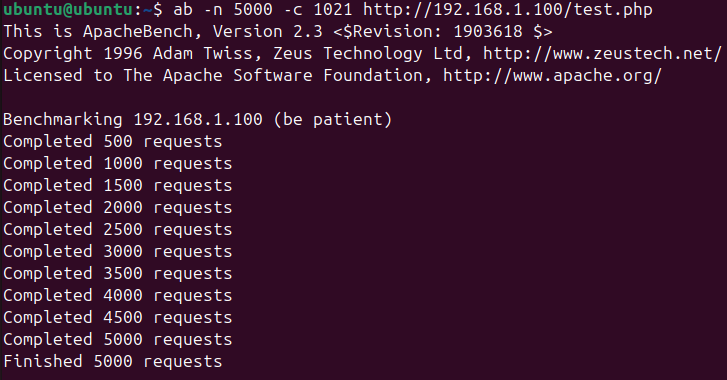 ubuntu@ubuntu:~$ ab -n 5000 -c 1021 http://192.168.1.100/test.php
This is ApacheBench, Version 2.3 <$Revision: 1903618 $>
Copyright 1996 Adam Twiss, Zeus Technology Ltd, http://www.zeustech.net/
Licensed to The Apache Software Foundation, http://www.apache.org/

Benchmarking 192.168.1.100 (be patient)
Completed 500 requests
Completed 1000 requests
Completed 1500 requests
Completed 2000 requests
Completed 2500 requests
Completed 3000 requests
Completed 3500 requests
Completed 4000 requests
Completed 4500 requests
Completed 5000 requests
Finished 5000 requests